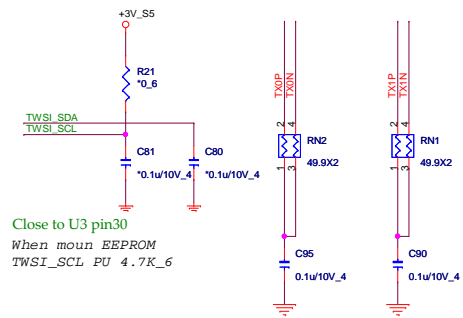 +3V_S5
R21
*0_6
TWSI_SDA
TWSI_SCL
C81
*0.1u/10V_4
C80
*0.1u/10V_4
Close to U3 pin30
When moun EEPROM
TWSI_SCL PU 4.7K_6
TX0P
TX0N
2
4
RN2
49.9X2
1
3
C95
0.1u/10V_4
TX1P
TX1N
2
4
RN1
49.9X2
1
3
C90
0.1u/10V_4